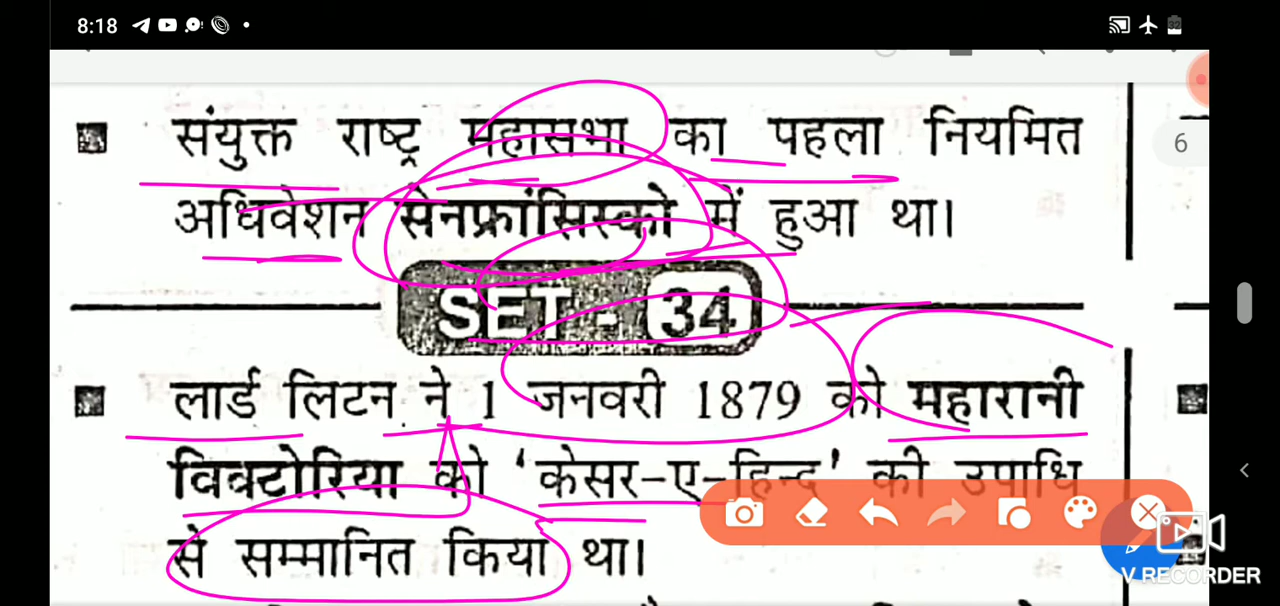 8:18
32
संयुक्त राष्ट्र महासभा का पहला नियमित
6
अधिवेशन सेनफ्रांसिस्को में हुआ था।
SET - 34
लार्ड लिटन ने 1 जनवरी 1879 को महारानी
विक्टोरिया को 'केसर-ए-हिन्द' की उपाधि
से सम्मानित किया था।
V RECORDER